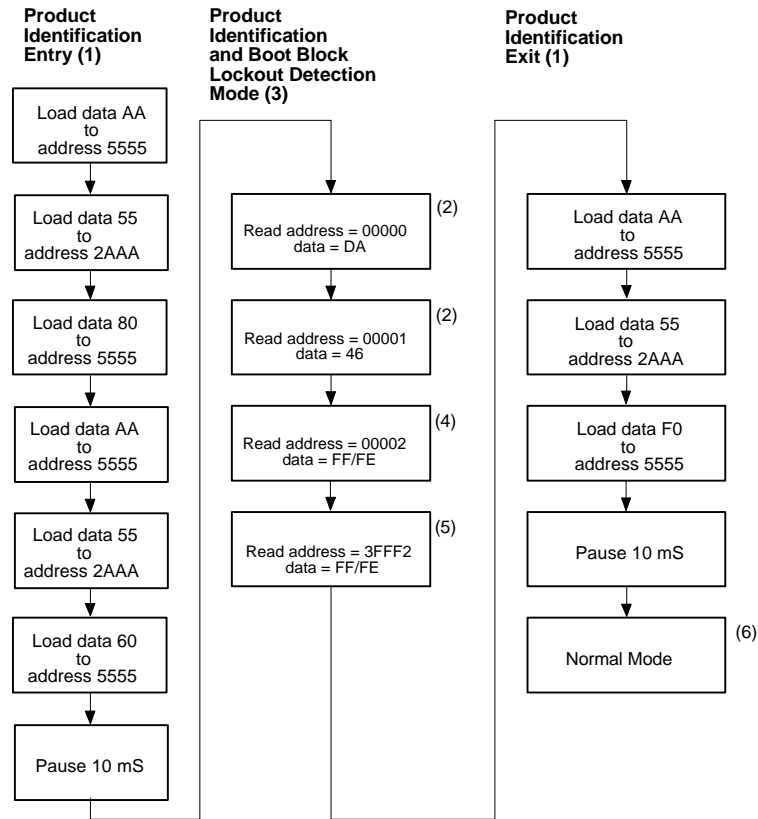 Product
Identification
Entry (1)
Load data AA
to
address 5555
Load data 55
to
address 2AAA
Load data 80
to
address 5555
Load data AA
to
address 5555
Load data 55
to
address 2AAA
Load data 60
to
address 5555
Pause 10 mS
Product
Identification
and Boot Block
Lockout Detection
Mode (3)
Read address = 00000
data = DA
(2)
Read address = 00001
data = 46
(2)
Read address = 00002
data = FF/FE
(4)
Read address = 3FFF2
data = FF/FE
(5)
Product
Identification
Exit (1)
Load data AA
to
address 5555
Load data 55
to
address 2AAA
Load data F0
to
address 5555
Pause 10 mS
Normal Mode
(6)